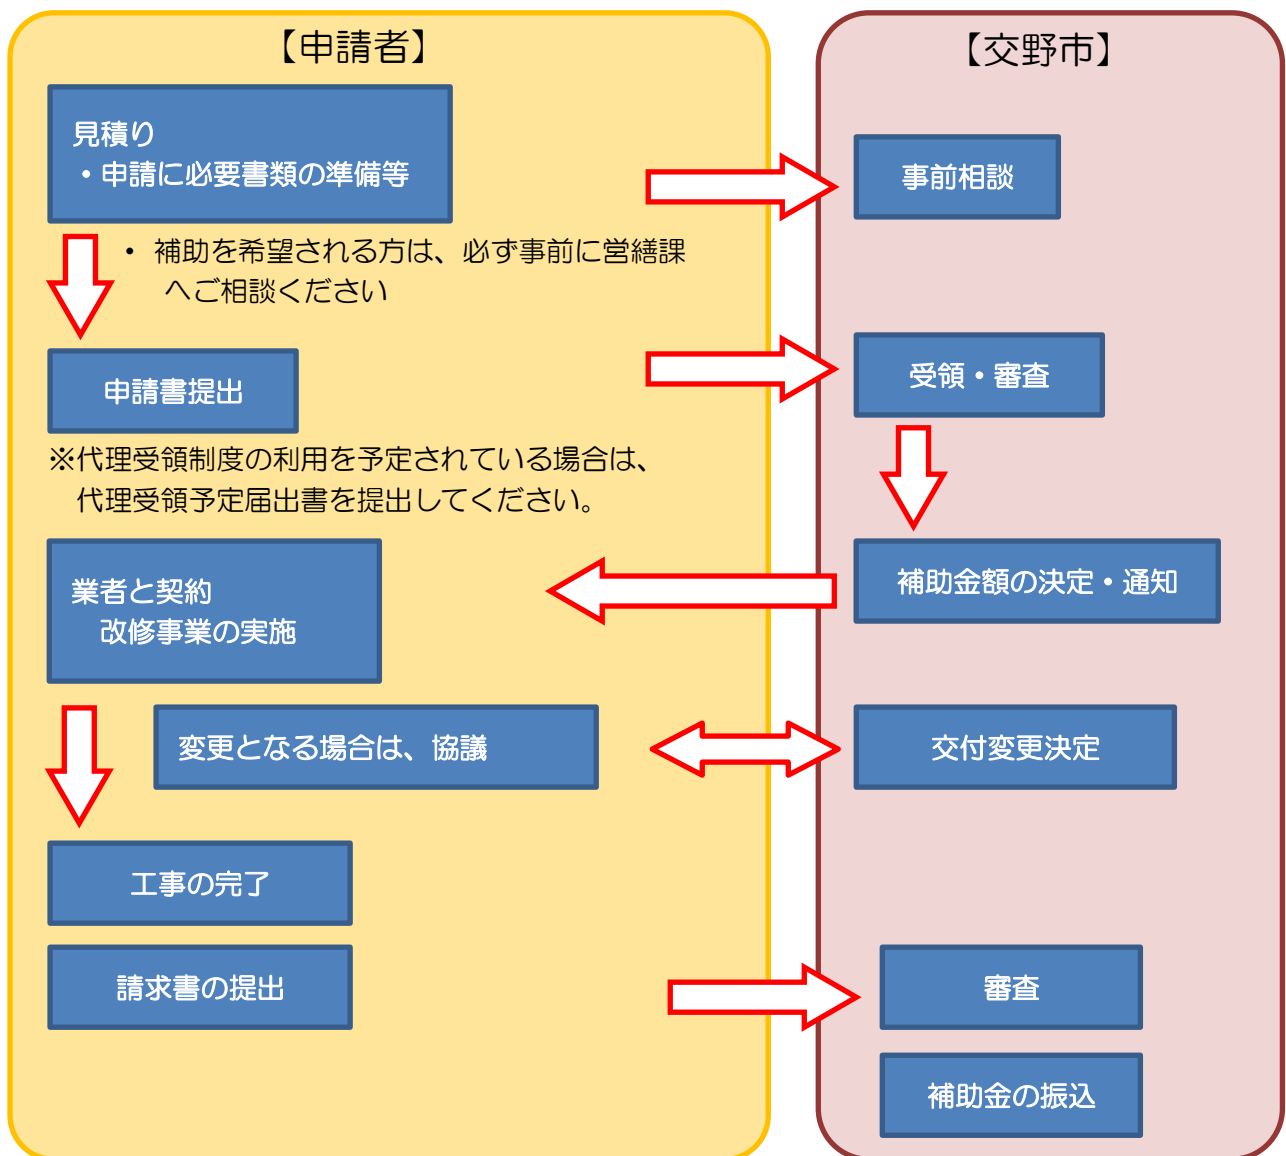 【申請者】
見積り
・申請に必要書類の準備等
・ 補助を希望される方は、必ず事前に営繕課
へご相談ください
申請書提出
※代理受領制度の利用を予定されている場合は、
代理受領予定届出書を提出してください。
業者と契約
改修事業の実施
変更となる場合は、協議
工事の完了
請求書の提出
【交野市】
事前相談
受領・審査
補助金額の決定・通知
交付変更決定
審査
補助金の振込